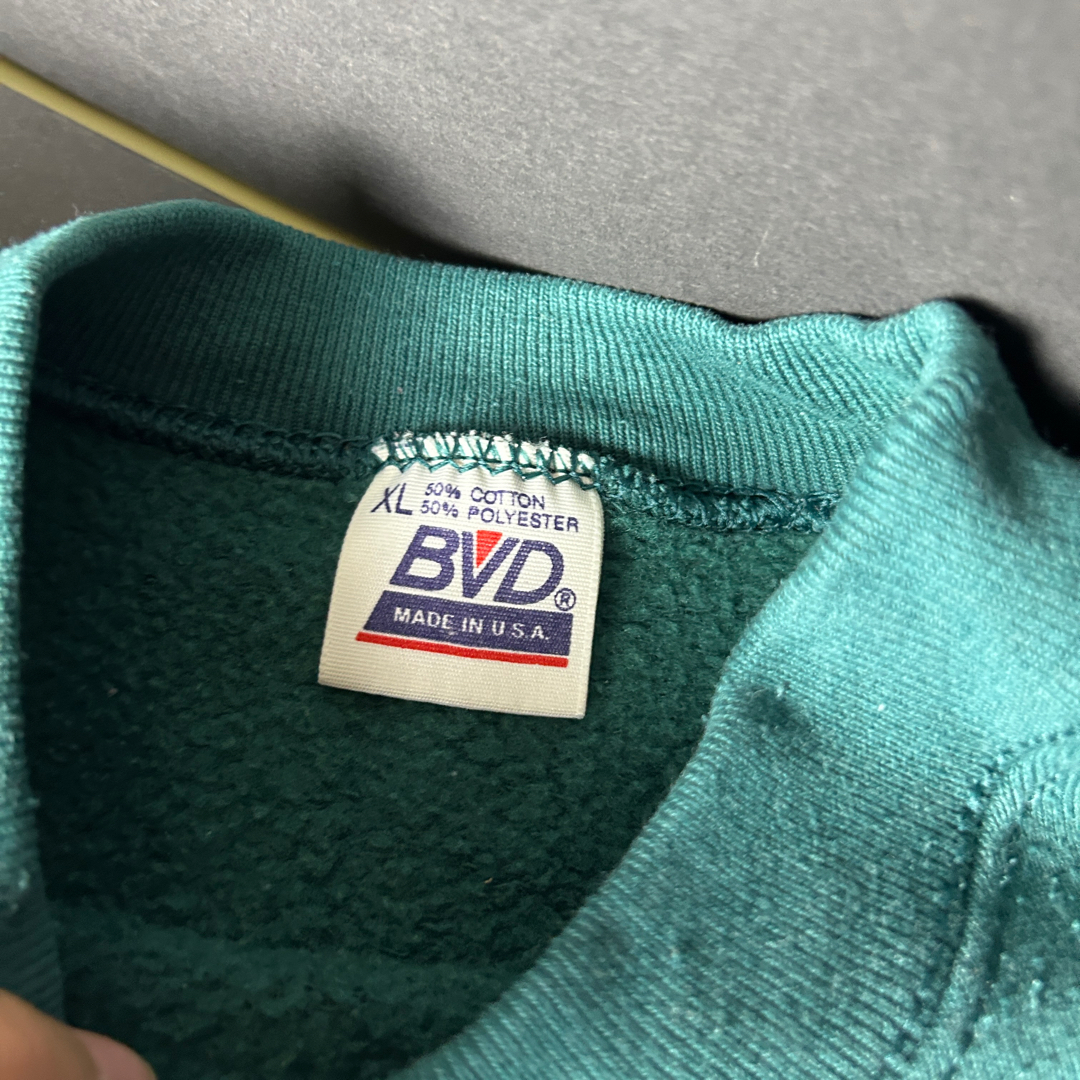 XL 50% COTTON
50% POLYESTER
BVD®
MADE IN U.S.A.